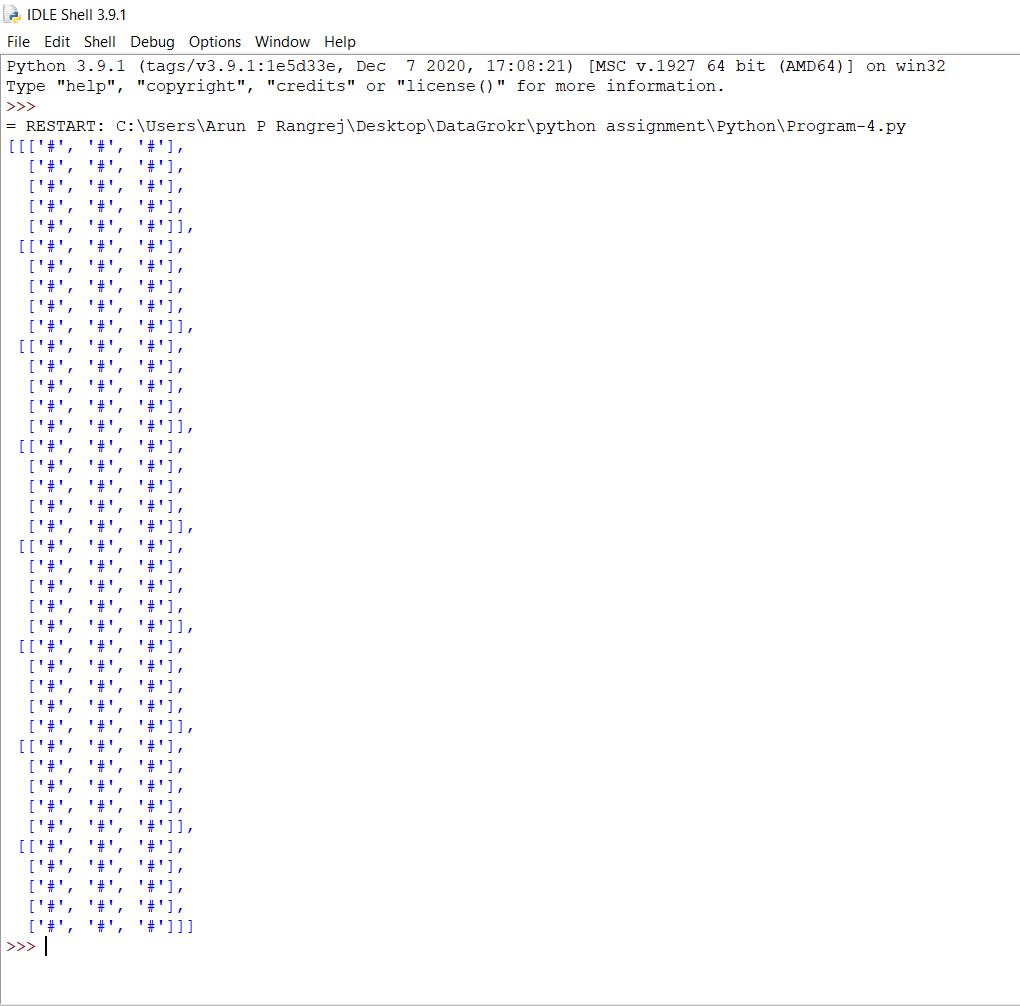 IDLE Shell 3.9.1
File Edit Shell Debug Options Window Help
Python 3.9.1 (tags/v3.9.1:1e5d33e, Dec  7 2020, 17:08:21) [MSC v.1927 64 bit (AMD64)] on win32
Type "help", "copyright", "credits" or "license()" for more information.
>>>
= RESTART: C:\Users\Arun P Rangrej\Desktop\DataGrokr\python assignment\Python\Program-4.py
[[['#', '#', '#'],
  ['#', '#', '#'],
  ['#', '#', '#'],
  ['#', '#', '#'],
  ['#', '#', '#']],
 [['#', '#', '#'],
  ['#', '#', '#'],
  ['#', '#', '#'],
  ['#', '#', '#'],
  ['#', '#', '#']],
 [['#', '#', '#'],
  ['#', '#', '#'],
  ['#', '#', '#'],
  ['#', '#', '#'],
  ['#', '#', '#']],
 [['#', '#', '#'],
  ['#', '#', '#'],
  ['#', '#', '#'],
  ['#', '#', '#'],
  ['#', '#', '#']],
 [['#', '#', '#'],
  ['#', '#', '#'],
  ['#', '#', '#'],
  ['#', '#', '#'],
  ['#', '#', '#']],
 [['#', '#', '#'],
  ['#', '#', '#'],
  ['#', '#', '#'],
  ['#', '#', '#'],
  ['#', '#', '#']],
 [['#', '#', '#'],
  ['#', '#', '#'],
  ['#', '#', '#'],
  ['#', '#', '#'],
  ['#', '#', '#']],
 [['#', '#', '#'],
  ['#', '#', '#'],
  ['#', '#', '#'],
  ['#', '#', '#'],
  ['#', '#', '#']]]
>>>